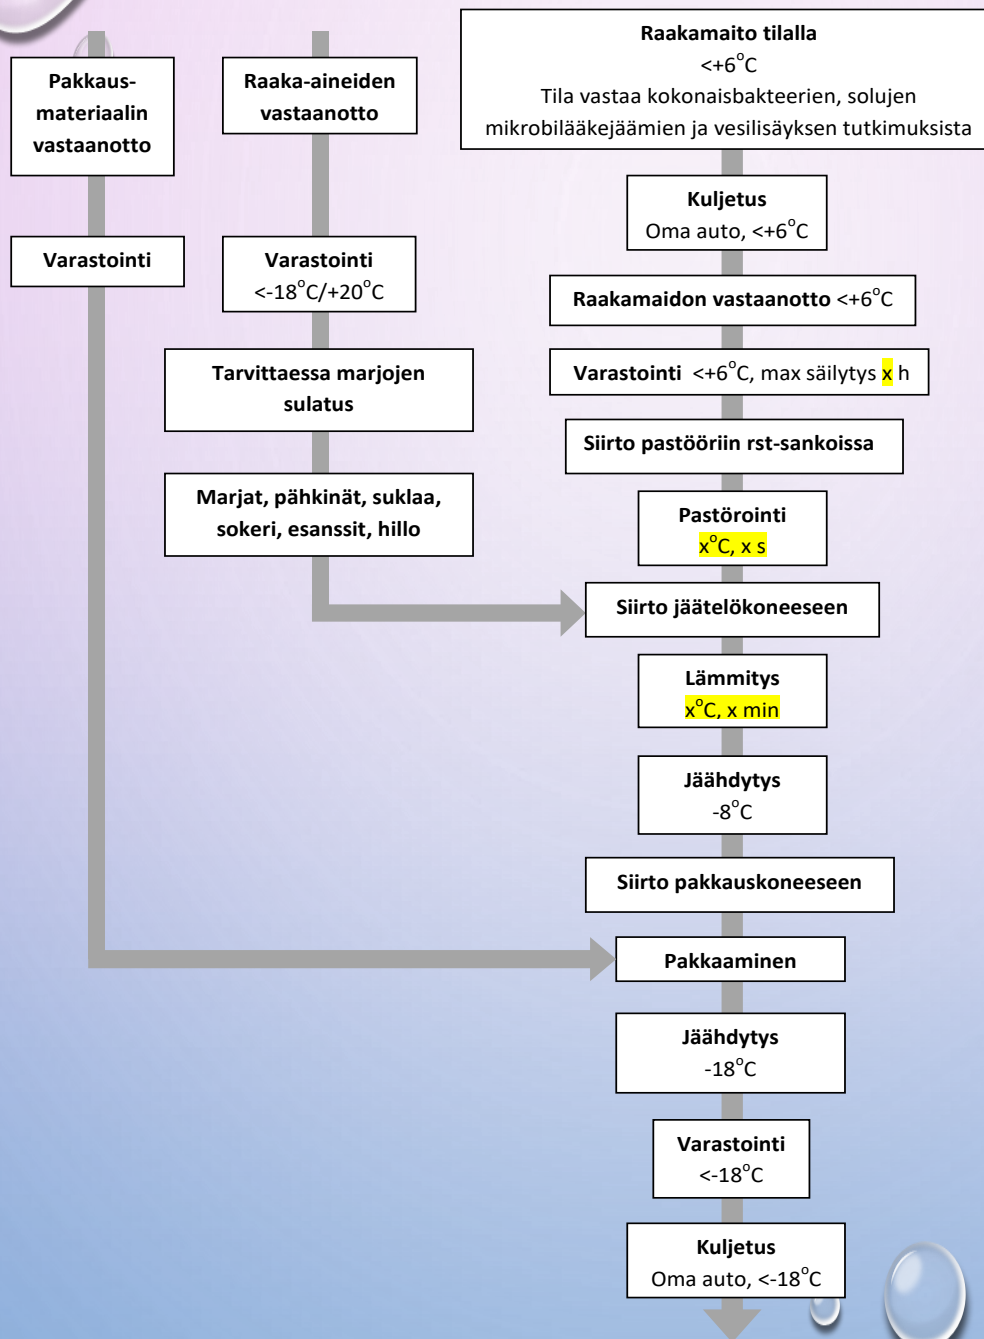 Pakkaus-
materiaalin
vastaanotto
Varastointi
Raaka-aineiden
vastaanotto
Varastointi
<-18°C/+20°C
Tarvittaessa marjojen
sulatus
Marjat, pähkinät, suklaa,
sokeri, esanssit, hillo
Raakamaito tilalla
<+6°C
Tila vastaa kokonaisbakteerien, solujen
mikrobilääkejäämien ja vesilisäyksen tutkimuksista
Kuljetus
Oma auto, <+6°C
Raakamaidon vastaanotto <+6°C
Varastointi <+6°C, max säilytys x h
Siirto pastööriin rst-sankoissa
Pastörointi
x°C, x s
Siirto jäätelökoneeseen
Lämmitys
x°C, x min
Jäähdytys
-8°C
Siirto pakkauskoneeseen
Pakkaaminen
Jäähdytys
-18°C
Varastointi
<-18°C
Kuljetus
Oma auto, <-18°C